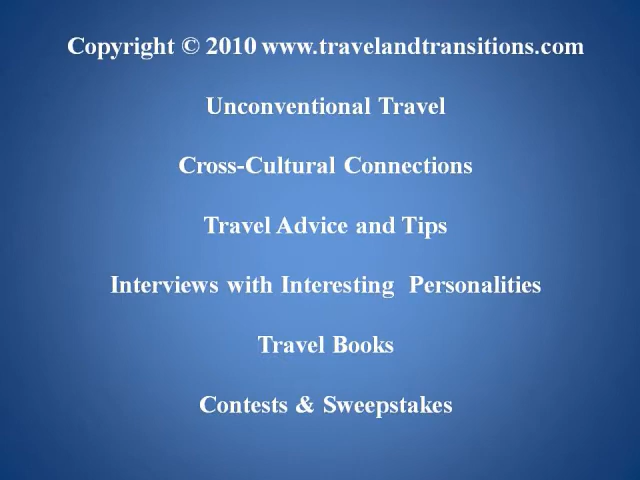 Copyright © 2010 www.travelandtransitions.com
Unconventional Travel
Cross-Cultural Connections
Travel Advice and Tips
Interviews with Interesting  Personalities
Travel Books
Contests & Sweepstakes